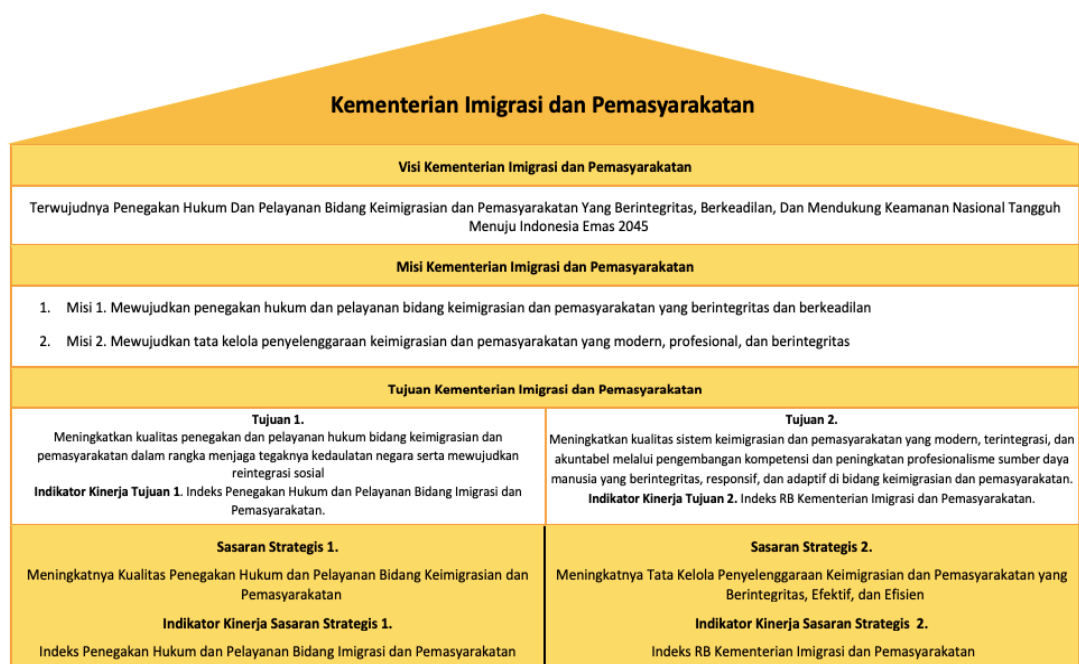 Kementerian Imigrasi dan Pemasyarakatan
Visi Kementerian Imigrasi dan Pemasyarakatan
Terwujudnya Penegakan Hukum Dan Pelayanan Bidang Keimigrasian dan Pemasyarakatan Yang Berintegritas, Berkeadilan, Dan Mendukung Keamanan Nasional Tangguh
Menuju Indonesia Emas 2045
Misi Kementerian Imigrasi dan Pemasyarakatan
1. Misi 1. Mewujudkan penegakan hukum dan pelayanan bidang keimigrasian dan pemasyarakatan yang berintegritas dan berkeadilan
2. Misi 2. Mewujudkan tata kelola penyelenggaraan keimigrasian dan pemasyarakatan yang modern, profesional, dan berintegritas
Tujuan Kementerian Imigrasi dan Pemasyarakatan
Tujuan 1.
Meningkatkan kualitas penegakan dan pelayanan hukum bidang keimigrasian dan
pemasyarakatan dalam rangka menjaga tegaknya kedaulatan negara serta mewujudkan
reintegrasi sosial
Indikator Kinerja Tujuan 1. Indeks Penegakan Hukum dan Pelayanan Bidang Imigrasi dan
Pemasyarakatan.
Tujuan 2.
Meningkatkan kualitas sistem keimigrasian dan pemasyarakatan yang modern, terintegrasi, dan
akuntabel melalui pengembangan kompetensi dan peningkatan profesionalisme sumber daya
manusia yang berintegritas, responsif, dan adaptif di bidang keimigrasian dan pemasyarakatan.
Indikator Kinerja Tujuan 2. Indeks RB Kementerian Imigrasi dan Pemasyarakatan.
Sasaran Strategis 1.
Meningkatnya Kualitas Penegakan Hukum dan Pelayanan Bidang Keimigrasian dan
Pemasyarakatan
Indikator Kinerja Sasaran Strategis 1.
Indeks Penegakan Hukum dan Pelayanan Bidang Imigrasi dan Pemasyarakatan
Sasaran Strategis 2.
Meningkatnya Tata Kelola Penyelenggaraan Keimigrasian dan Pemasyarakatan yang
Berintegritas, Efektif, dan Efisien
Indikator Kinerja Sasaran Strategis 2.
Indeks RB Kementerian Imigrasi dan Pemasyarakatan